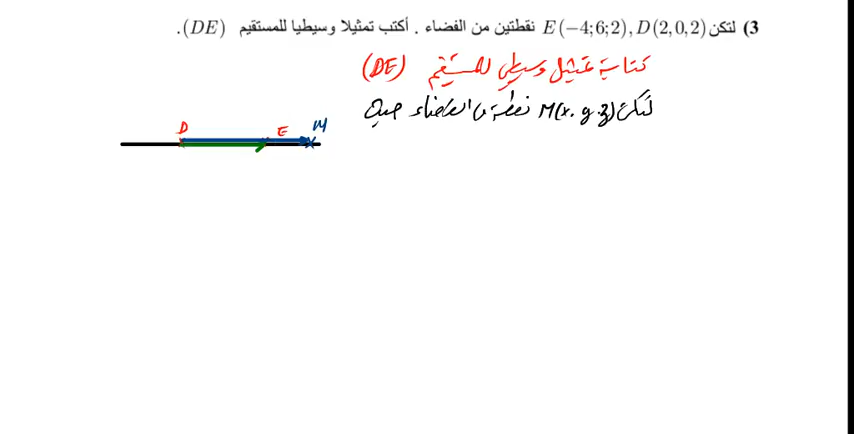 3) لتكن E(−4;6;2), D(2,0,2) نقطتين من الفضاء . أكتب تمثيلا وسيطيا للمستقيم (DE).
كتابة تمثيل وسيطي للمستقيم (DE)
لتكن M(x.y.z) نقطة من الفضاء حيث
D E M